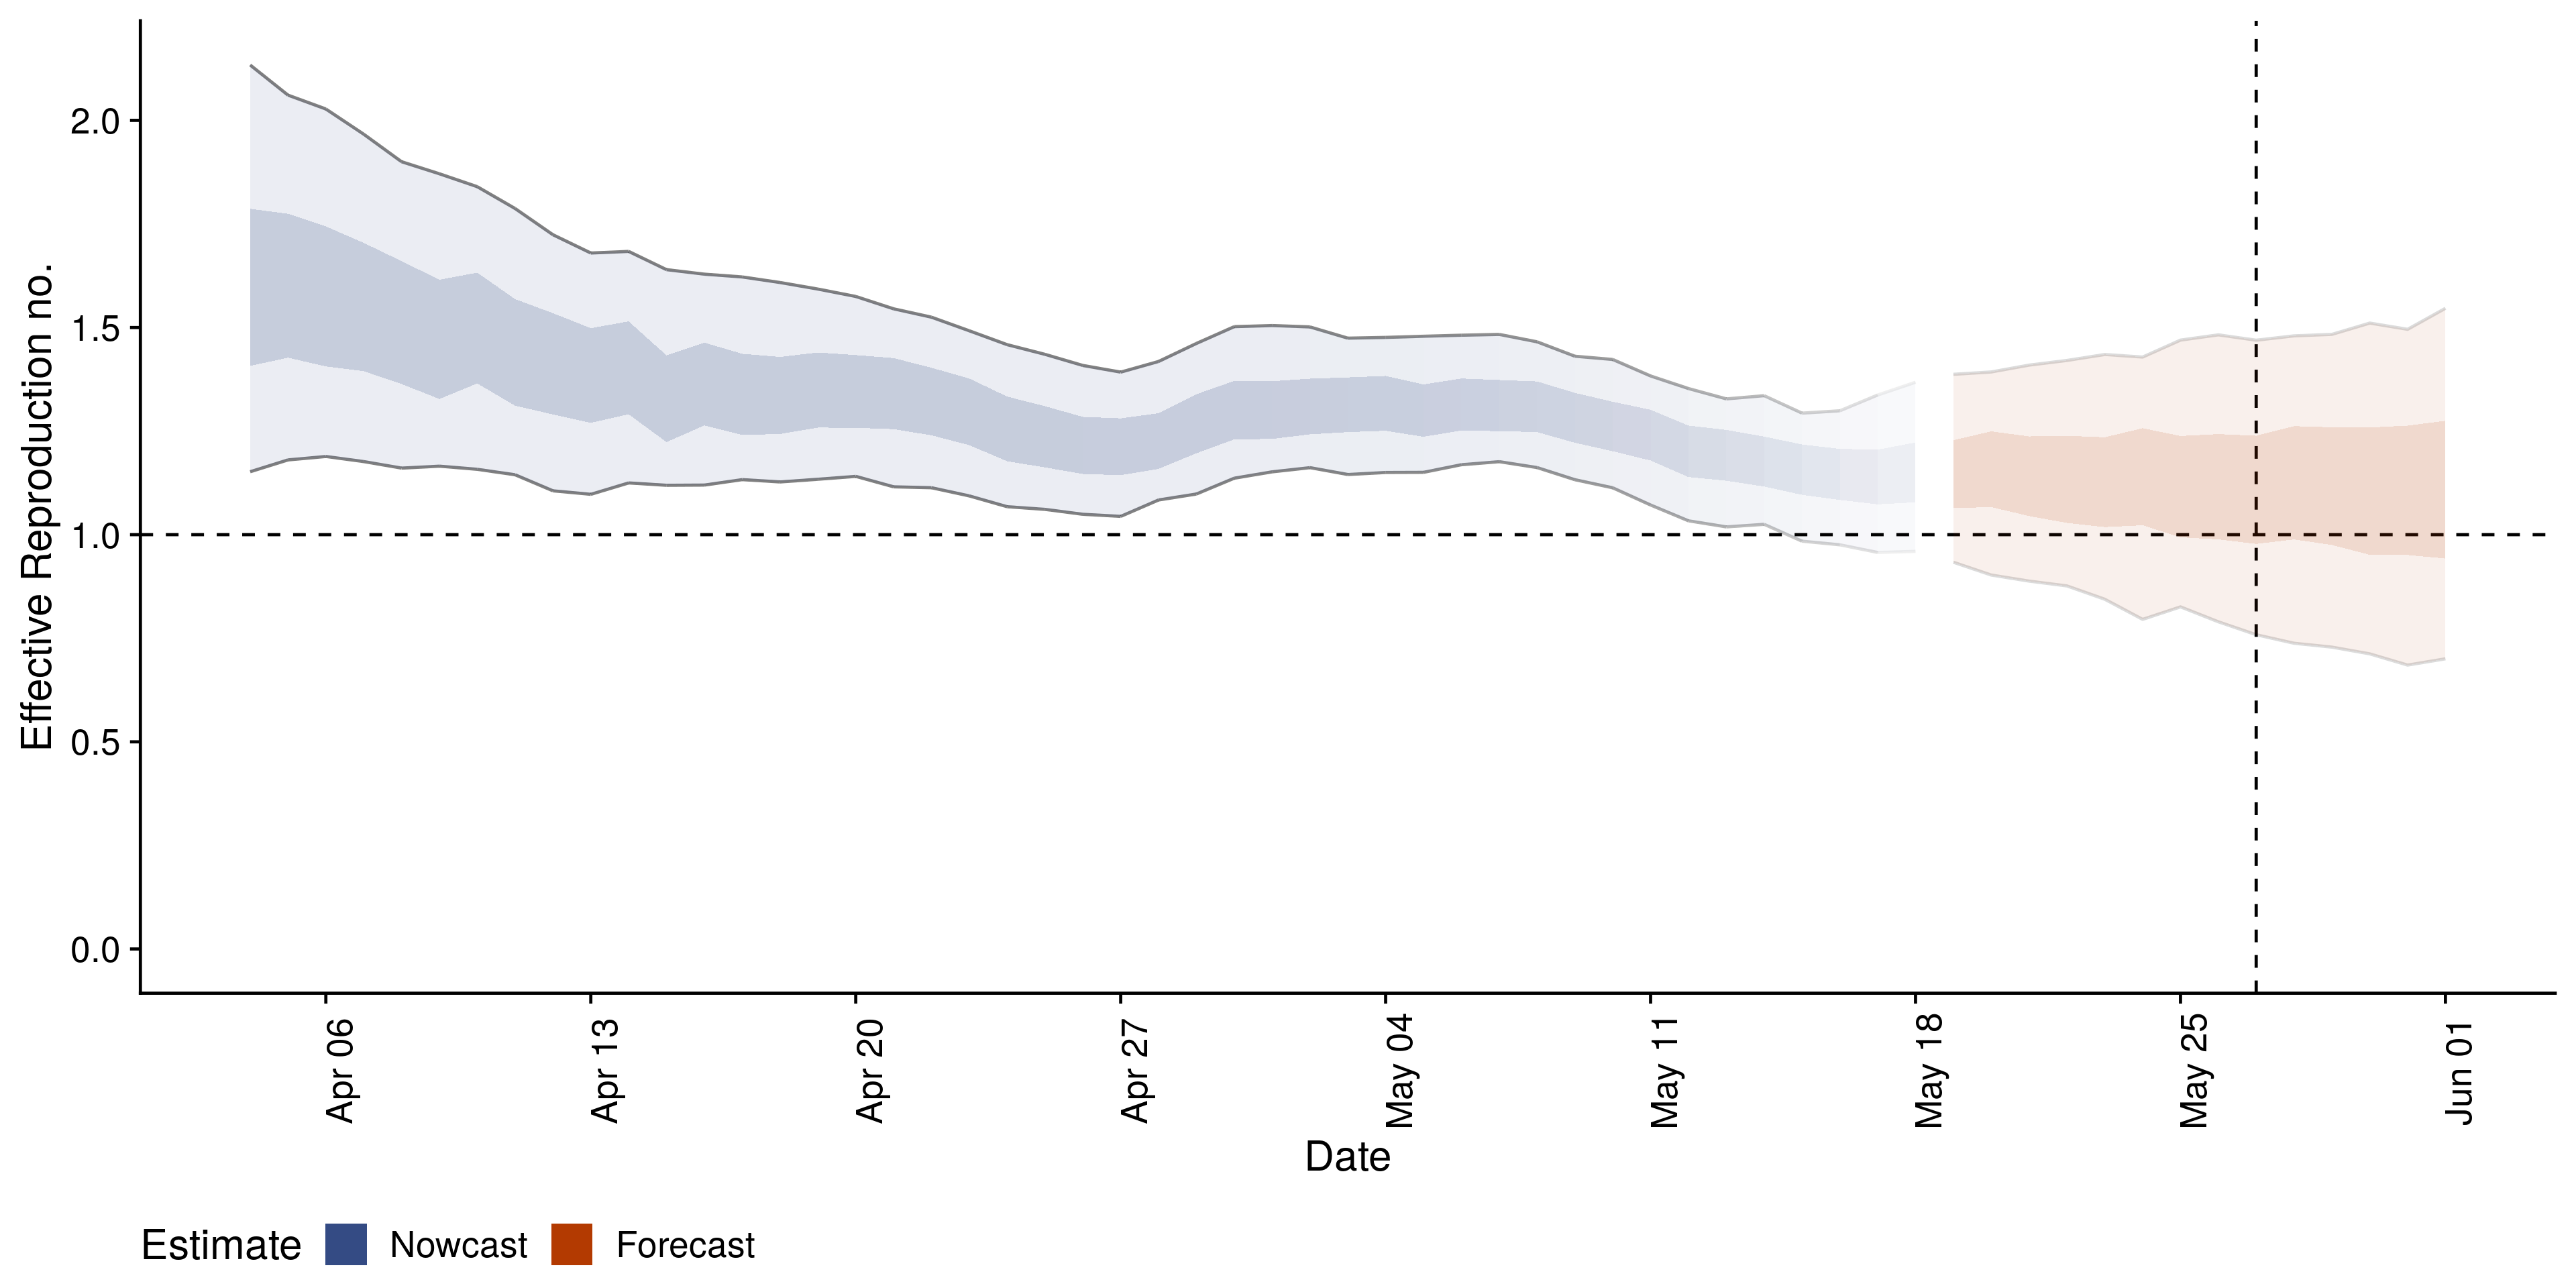 Effective Reproduction no.
2.0
1.5
1.0
0.5
0.0
Apr 06
Apr 13
Apr 20
Apr 27
May 04
May 11
May 18
May 25
Jun 01
Date
Estimate Nowcast Forecast